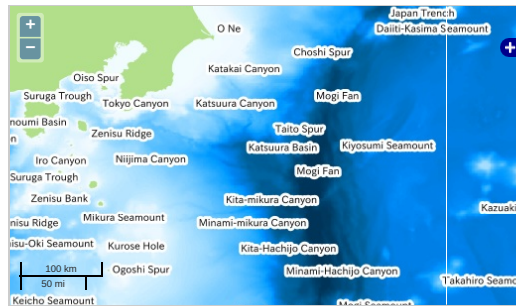 Japan Trench
O Ne
Daiiti-Kasima Seamount
+
−
Choshi Spur
Katakai Canyon
Oiso Spur
Suruga Trough
Tokyo Canyon
Katsuura Canyon
Mogi Fan
noumi Basin
Zenisu Ridge
Taito Spur
n
Katsuura Basin
Kiyosumi Seamount
Iro Canyon
Niijima Canyon
Suruga Trough
Mogi Fan
Zenisu Bank
Kita-mikura Canyon
Kazuaki
Mikura Seamount
enisu Ridge
Minami-mikura Canyon
isu-Oki Seamount
Kurose Hole
Kita-Hachijo Canyon
100 km
Ogoshi Spur
Minami-Hachijo Canyon
50 mi
Takahiro Seamo
Keicho Seamount
Mogi Seamount